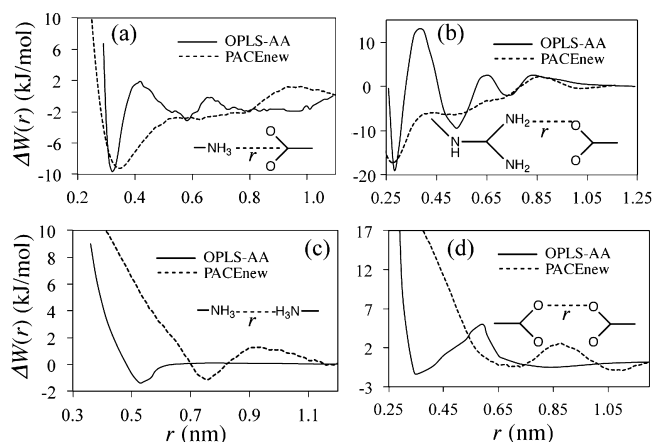 (a)
OPLS-AA
PACEnew
10
6
2
-2
-6
-10
ΔW(r) (kJ/mol)
NH3
r
O
O
0.2 0.4 0.6 0.8 1.0
(b)
OPLS-AA
PACEnew
10
0
-10
-20
N
H
NH2
NH2
r
O
O
0.25 0.45 0.65 0.85 1.05 1.25
(c)
OPLS-AA
PACEnew
10
7
4
1
-2
ΔW(r) (kJ/mol)
NH3
r
H3N
0.3 0.5 0.7 0.9 1.1
r (nm)
(d)
OPLS-AA
PACEnew
17
12
7
2
-3
O
O
r
O
O
0.25 0.45 0.65 0.85 1.05
r (nm)